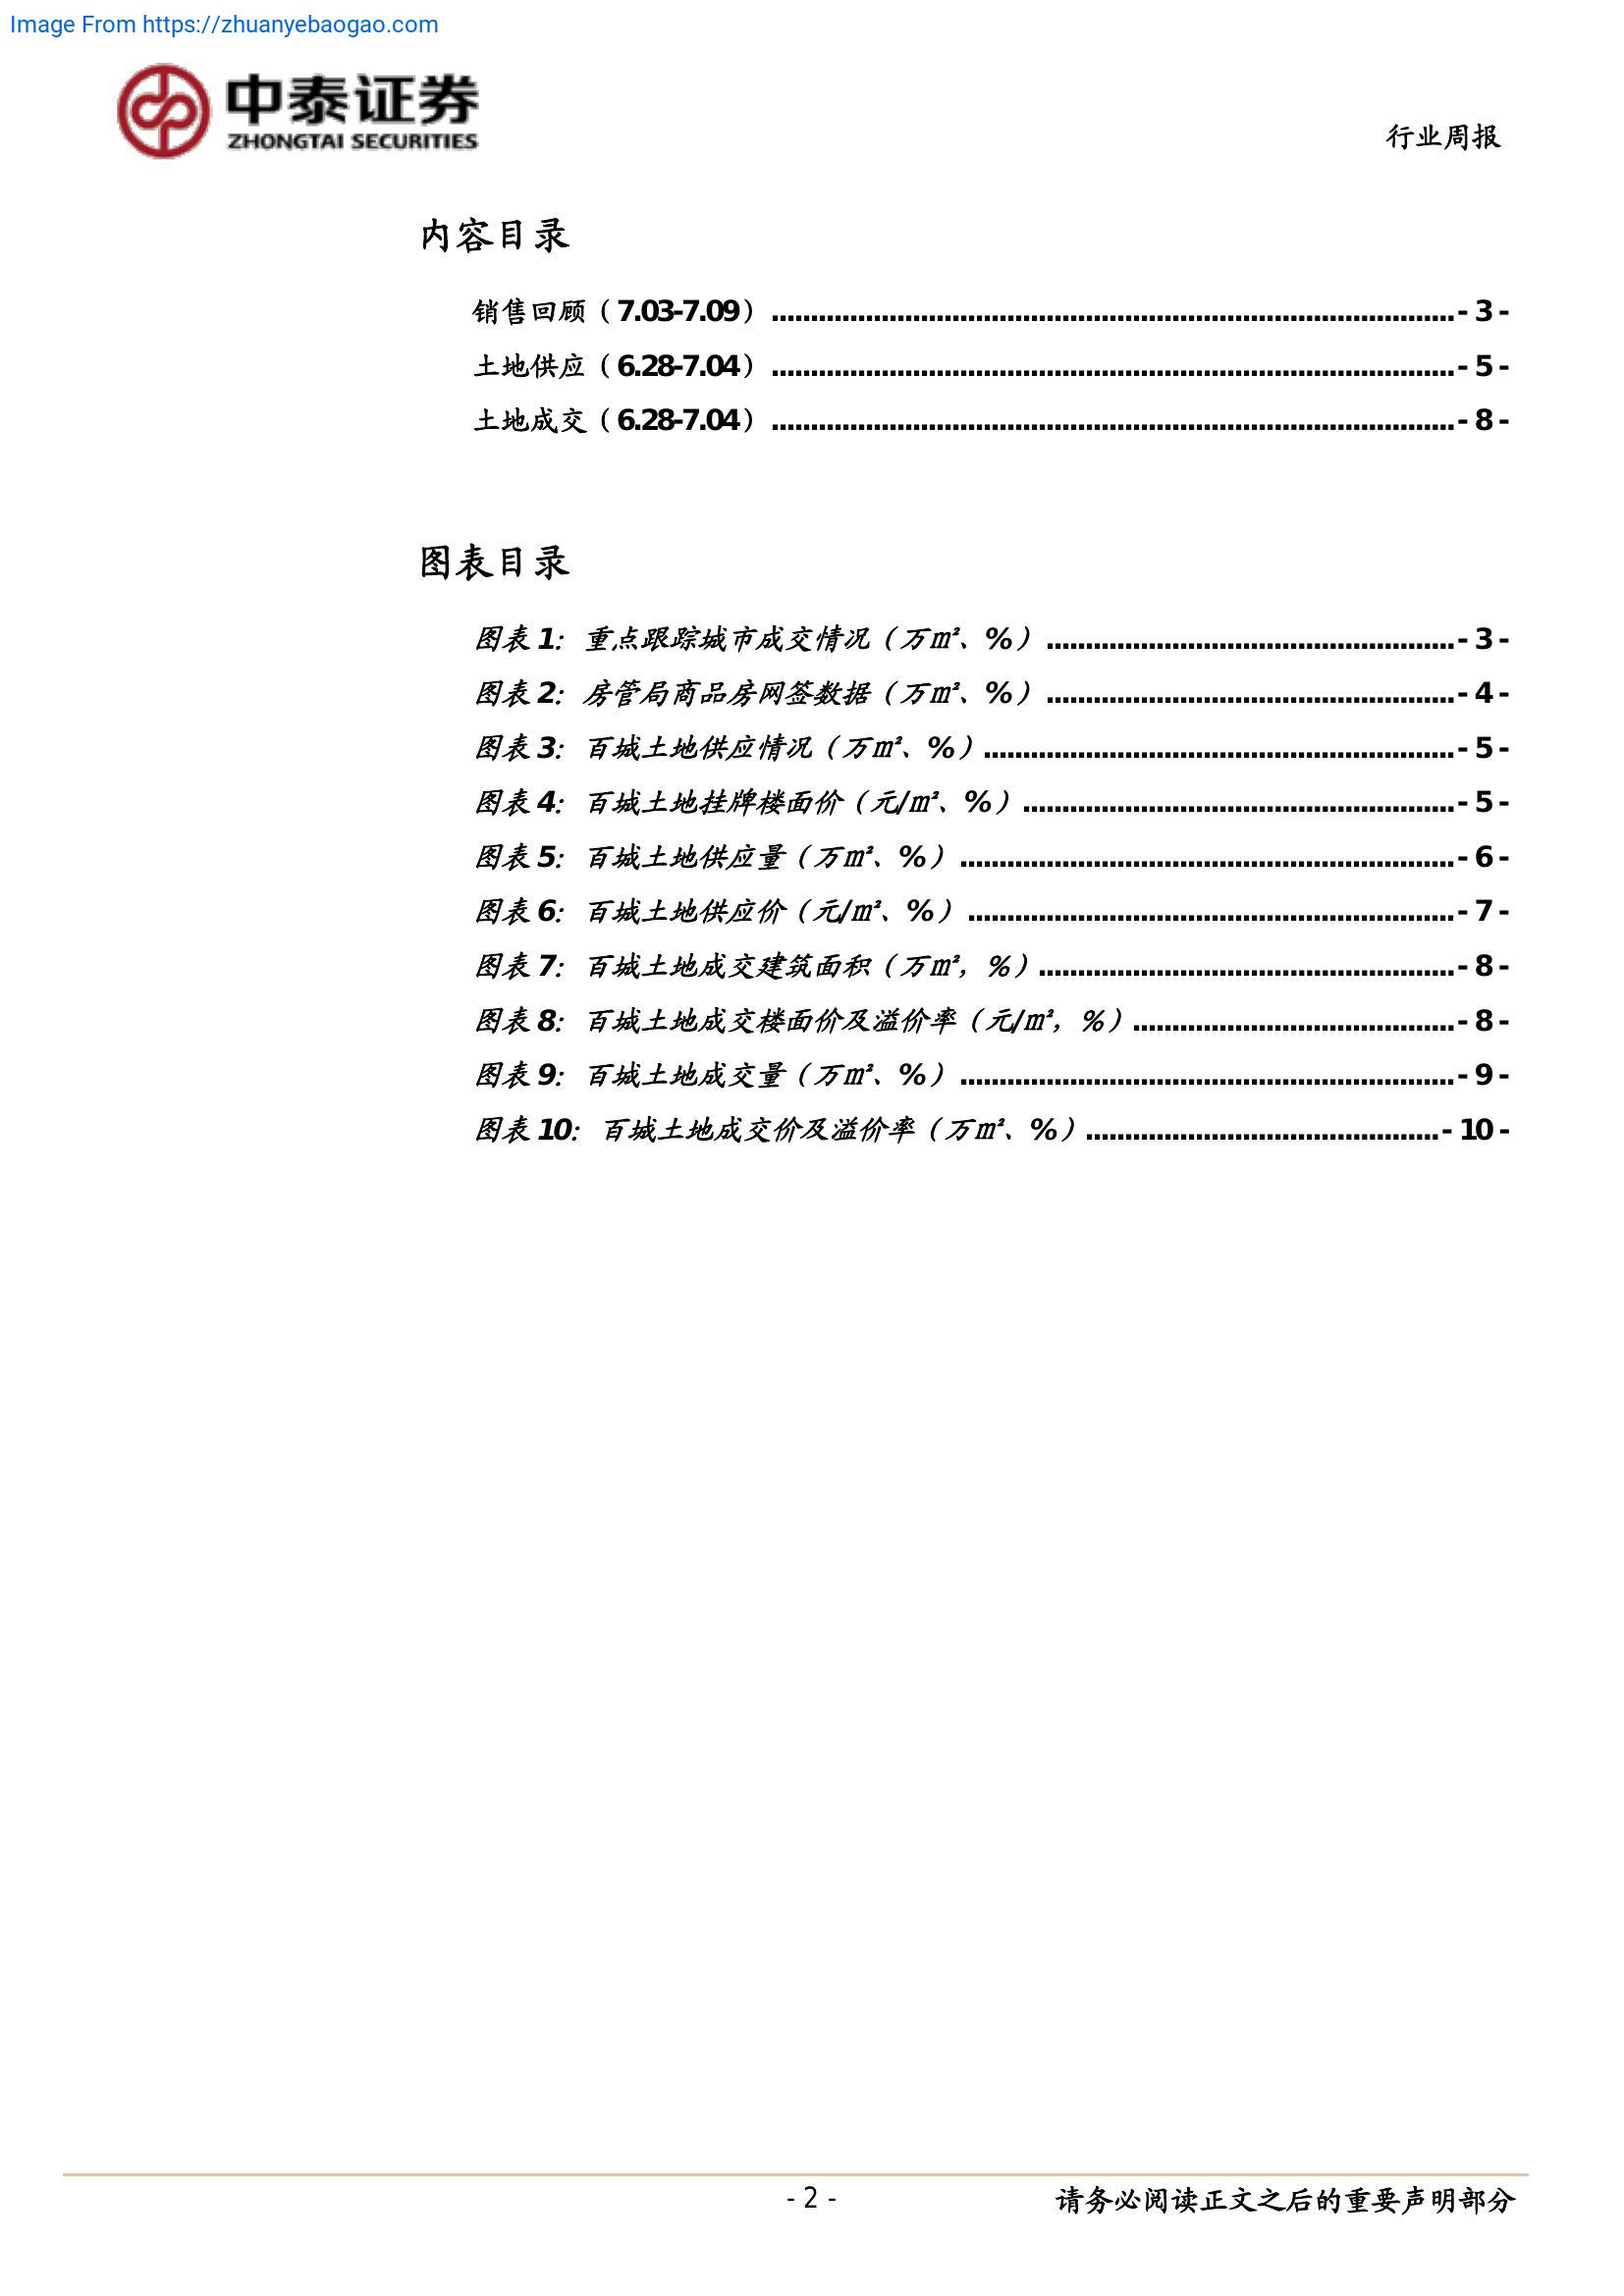 Image From https://zhuanyebaogao.com
中泰证券
ZHONGTAI SECURITIES
行业周报
内容目录
销售回顾（7.03-7.09）........................................................................................- 3 -
土地供应（6.28-7.04）........................................................................................- 5 -
土地成交（6.28-7.04）........................................................................................- 8 -
图表目录
图表 1：重点跟踪城市成交情况（万㎡、%）....................................................- 3 -
图表 2：房管局商品房网签数据（万㎡、%）....................................................- 4 -
图表 3：百城土地供应情况（万㎡、%）............................................................- 5 -
图表 4：百城土地挂牌楼面价（元/㎡、%）.......................................................- 5 -
图表 5：百城土地供应量（万㎡、%）...............................................................- 6 -
图表 6：百城土地供应价（元/㎡、%）..............................................................- 7 -
图表 7：百城土地成交建筑面积（万㎡，%）.....................................................- 8 -
图表 8：百城土地成交楼面价及溢价率（元/㎡，%）.........................................- 8 -
图表 9：百城土地成交量（万㎡、%）...............................................................- 9 -
图表 10：百城土地成交价及溢价率（万㎡、%）.............................................- 10 -
- 2 -
请务必阅读正文之后的重要声明部分